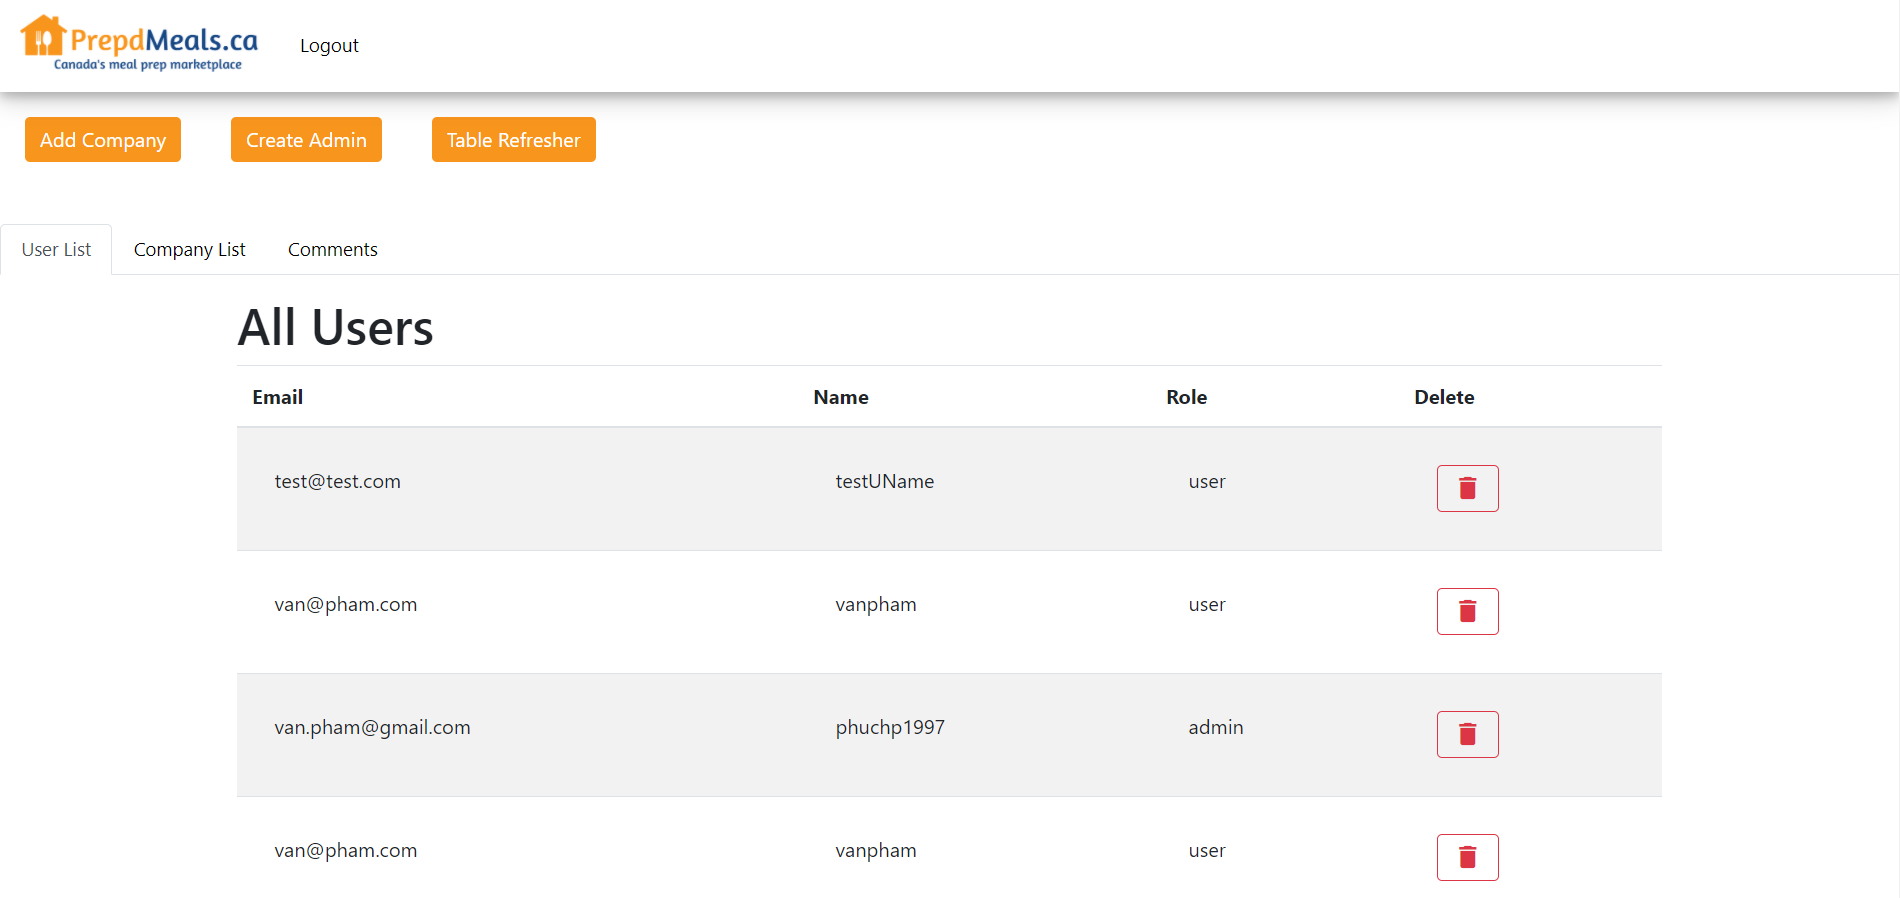 PrepdMeals.ca Logout
Canada's meal prep marketplace
Add Company Create Admin Table Refresher
User List Company List Comments
All Users
Email Name Role Delete
test@test.com testUName user
van@pham.com vanpham user
van.pham@gmail.com phuchp1997 admin
van@pham.com vanpham user